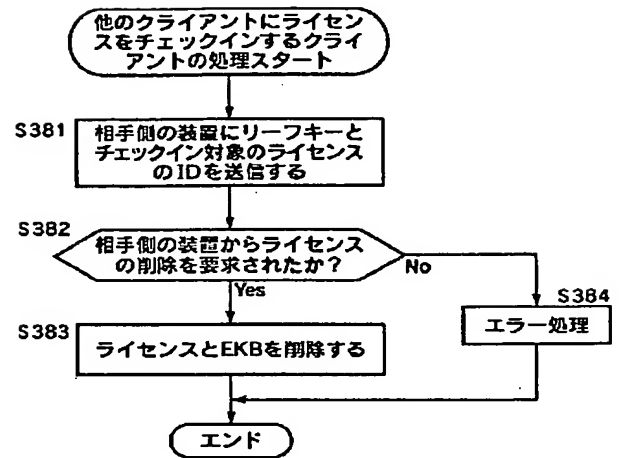 他のクライアントにライセン
スをチェックインするクライ
アントの処理スタート
S381
相手側の装置にリーフキーと
チェックイン対象のライセンス
のIDを送信する
S382
相手側の装置からライセンス
の削除を要求されたか？
No
Yes
S384
エラー処理
S383
ライセンスとEKBを削除する
エンド